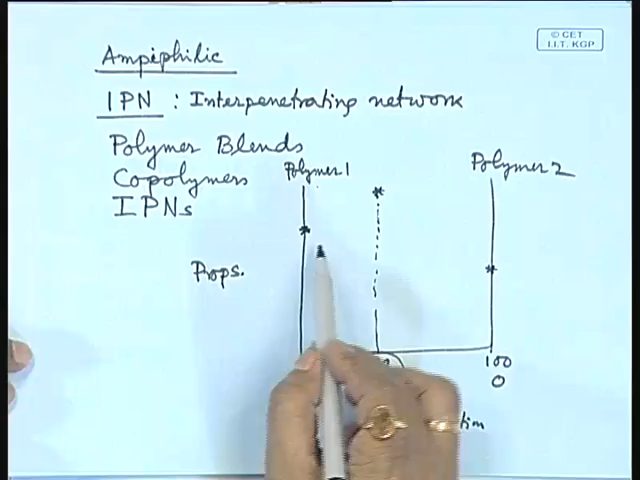 © CET
I.I.T. KGP
Ampiphilic
IPN : Interpenetrating network
Polymer Blends
Copolymers
IPNs
Polymer 1
Polymer 2
Props.
100
0